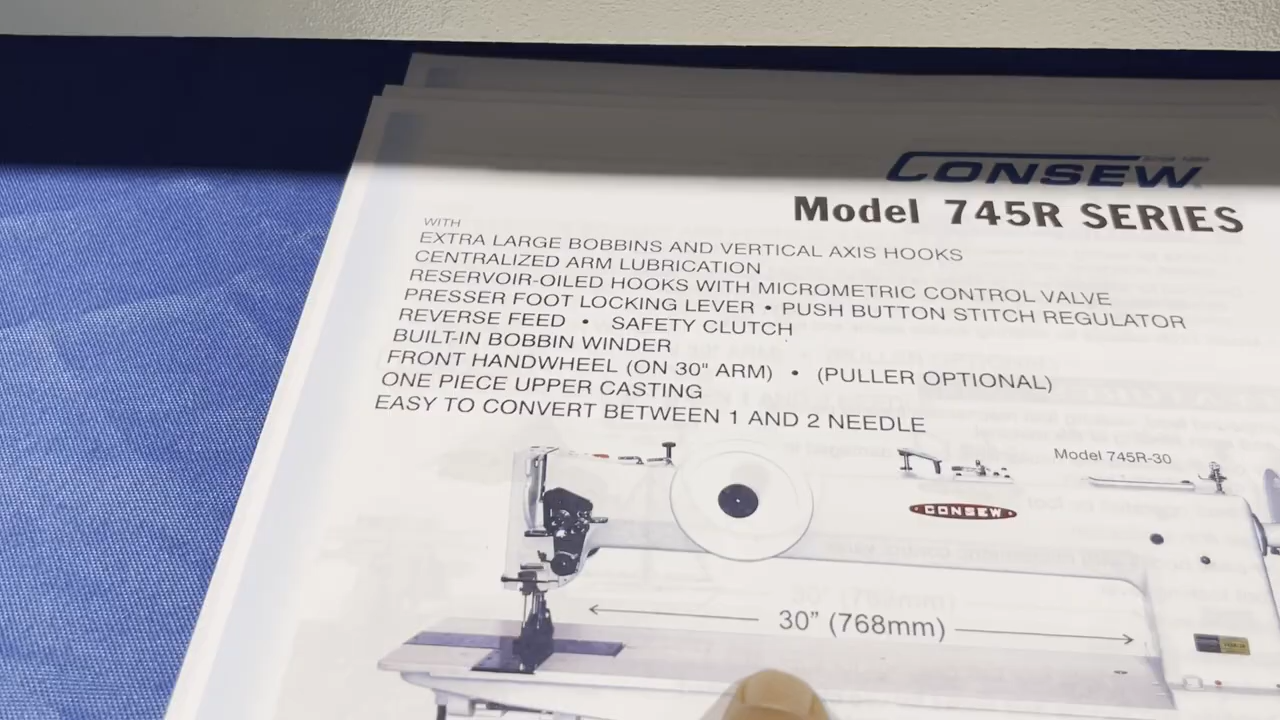 CONSEW
Model 745R SERIES
WITH
EXTRA LARGE BOBBINS AND VERTICAL AXIS HOOKS
CENTRALIZED ARM LUBRICATION
RESERVOIR-OILED HOOKS WITH MICROMETRIC CONTROL VALVE
PRESSER FOOT LOCKING LEVER • PUSH BUTTON STITCH REGULATOR
REVERSE FEED • SAFETY CLUTCH
BUILT-IN BOBBIN WINDER
FRONT HANDWHEEL (ON 30" ARM) • (PULLER OPTIONAL)
ONE PIECE UPPER CASTING
EASY TO CONVERT BETWEEN 1 AND 2 NEEDLE
Model 745R-30
CONSEW
30” (768mm)